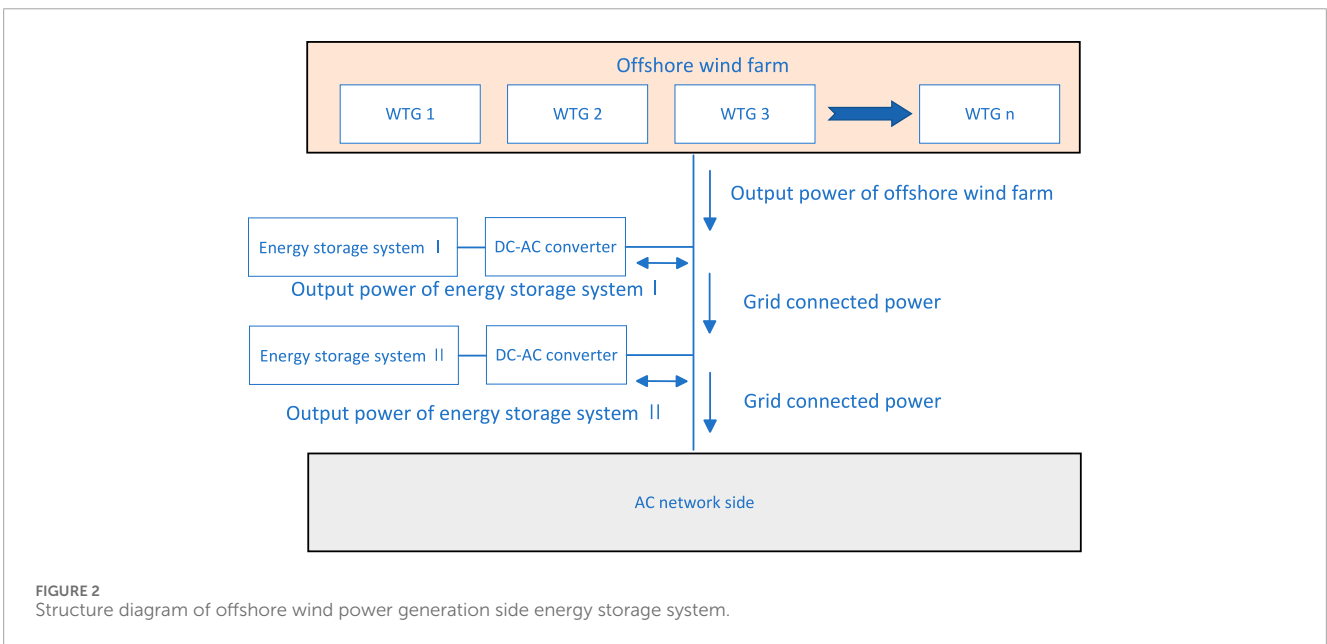 Offshore wind farm
WTG 1
WTG 2
WTG 3
WTG n
Output power of offshore wind farm
Energy storage system Ⅰ
DC-AC converter
Output power of energy storage system Ⅰ
Grid connected power
Energy storage system Ⅱ
DC-AC converter
Output power of energy storage system Ⅱ
Grid connected power
AC network side
FIGURE 2
Structure diagram of offshore wind power generation side energy storage system.